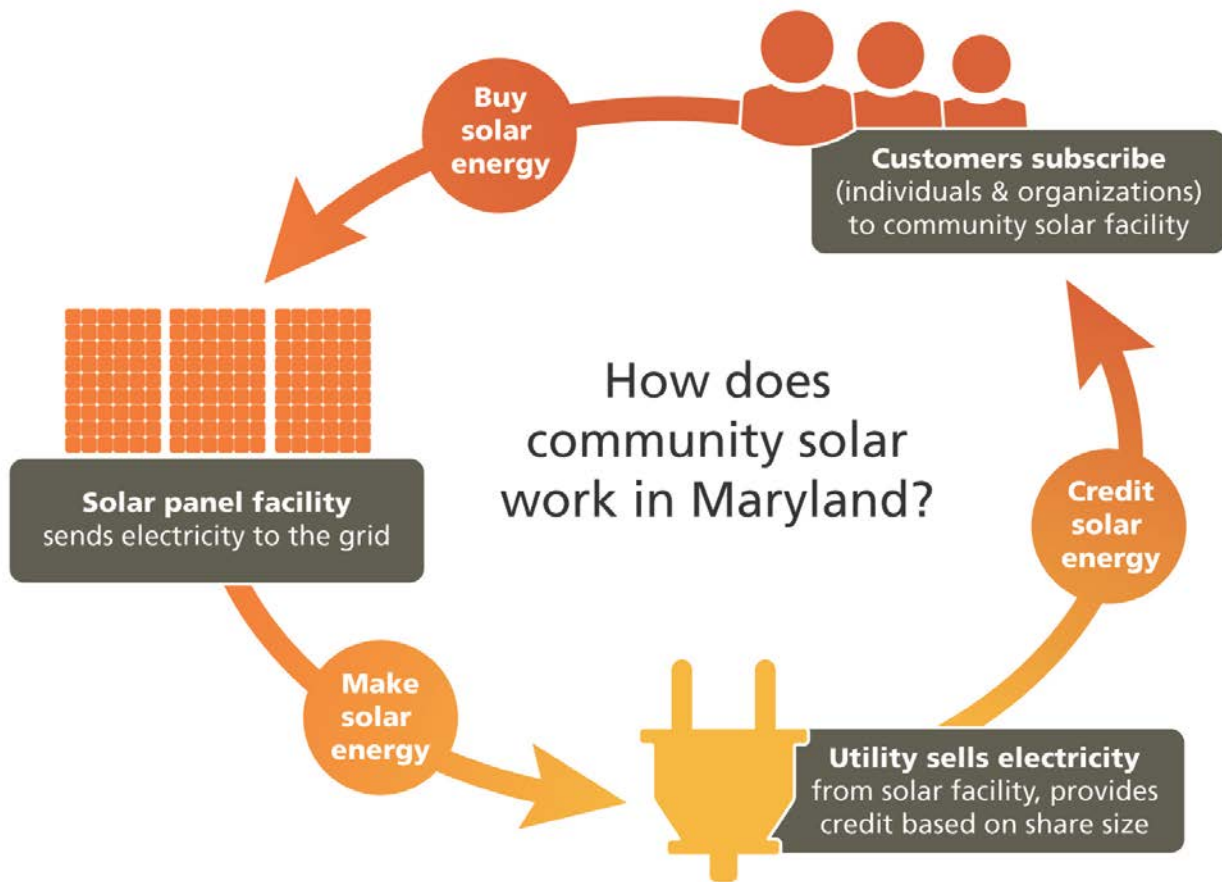 How does
community solar
work in Maryland?
Customers subscribe
(individuals & organizations)
to community solar facility
Buy
solar
energy
Solar panel facility
sends electricity to the grid
Make
solar
energy
Utility sells electricity
from solar facility, provides
credit based on share size
Credit
solar
energy